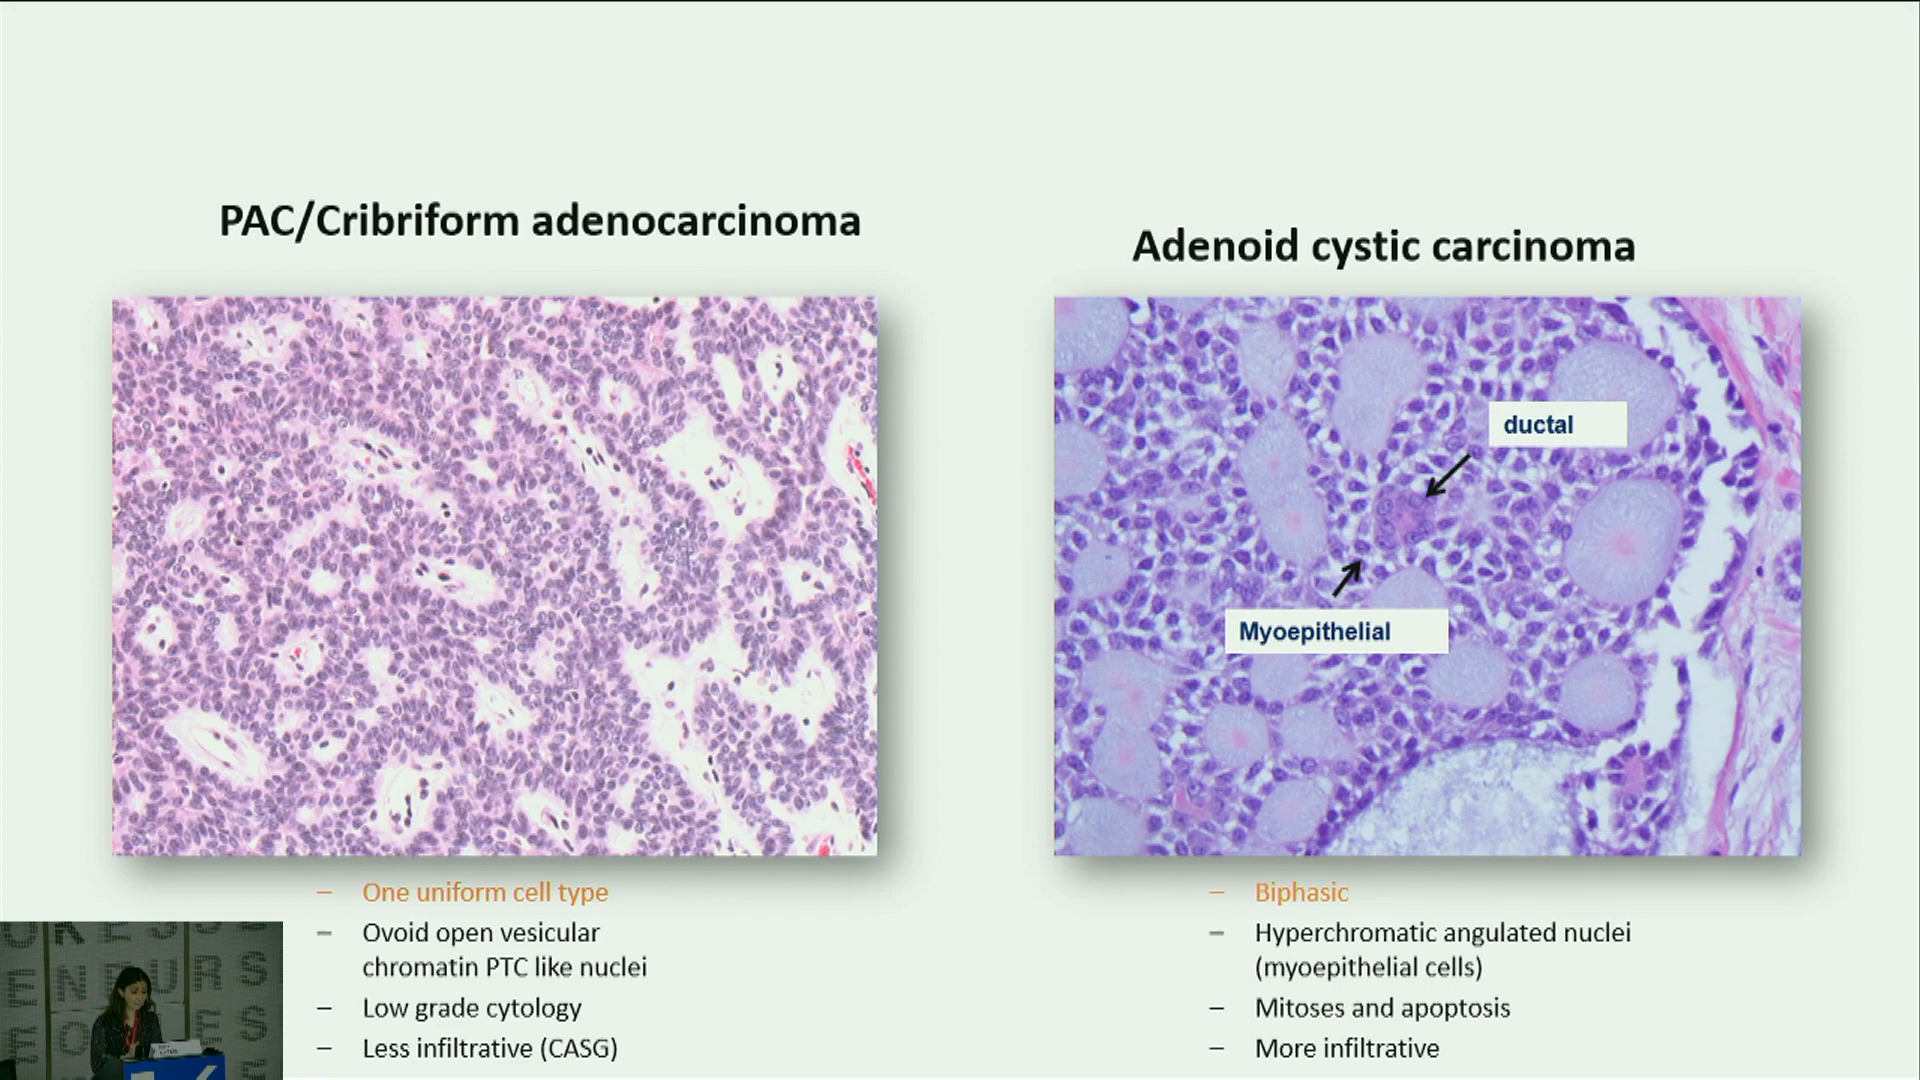 PAC/Cribriform adenocarcinoma
Adenoid cystic carcinoma
ductal
Myoepithelial
– One uniform cell type
– Ovoid open vesicular
chromatin PTC like nuclei
– Low grade cytology
– Less infiltrative (CASG)
– Biphasic
– Hyperchromatic angulated nuclei
(myoepithelial cells)
– Mitoses and apoptosis
– More infiltrative